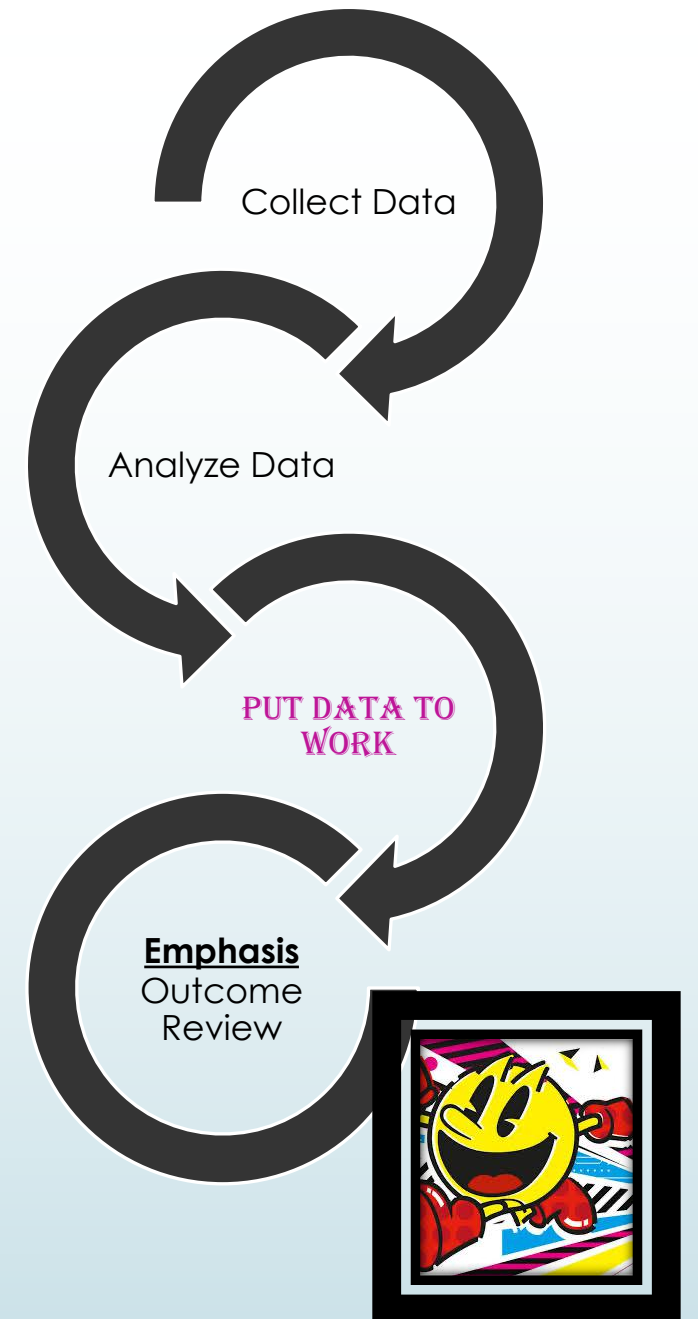 Collect Data
Analyze Data
PUT DATA TO
WORK
Emphasis
Outcome
Review